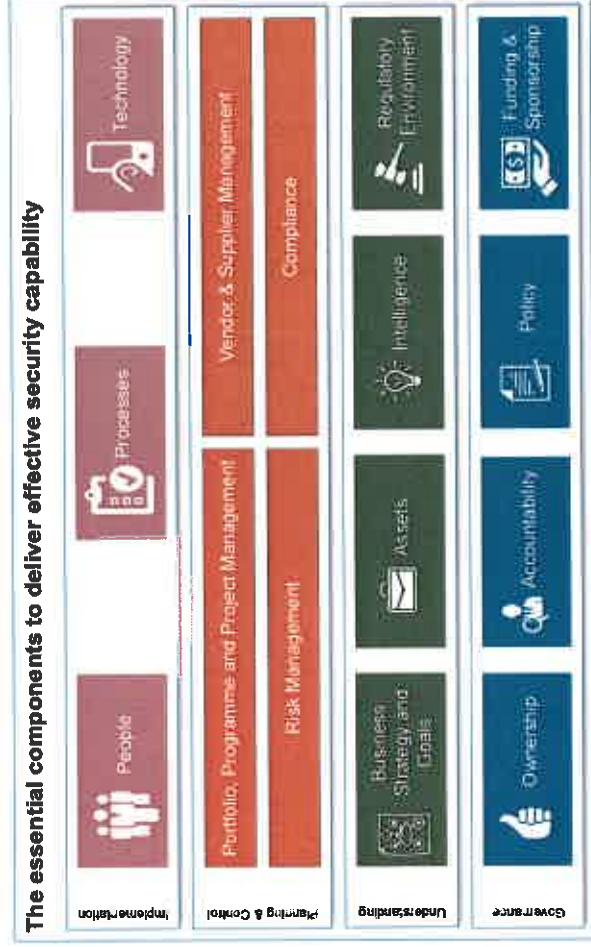 The essential components to deliver effective security capability
Implementation
People
Processes
Technology
Planning & Control
Portfolio, Programme and Project Management
Vendor & Supplier Management
Risk Management
Compliance
Understanding
Business
Strategy and
Goals
Assets
Intelligence
Regulatory
Environment
Governance
Ownership
Accountability
Policy
Funding &
Sponsorship
$